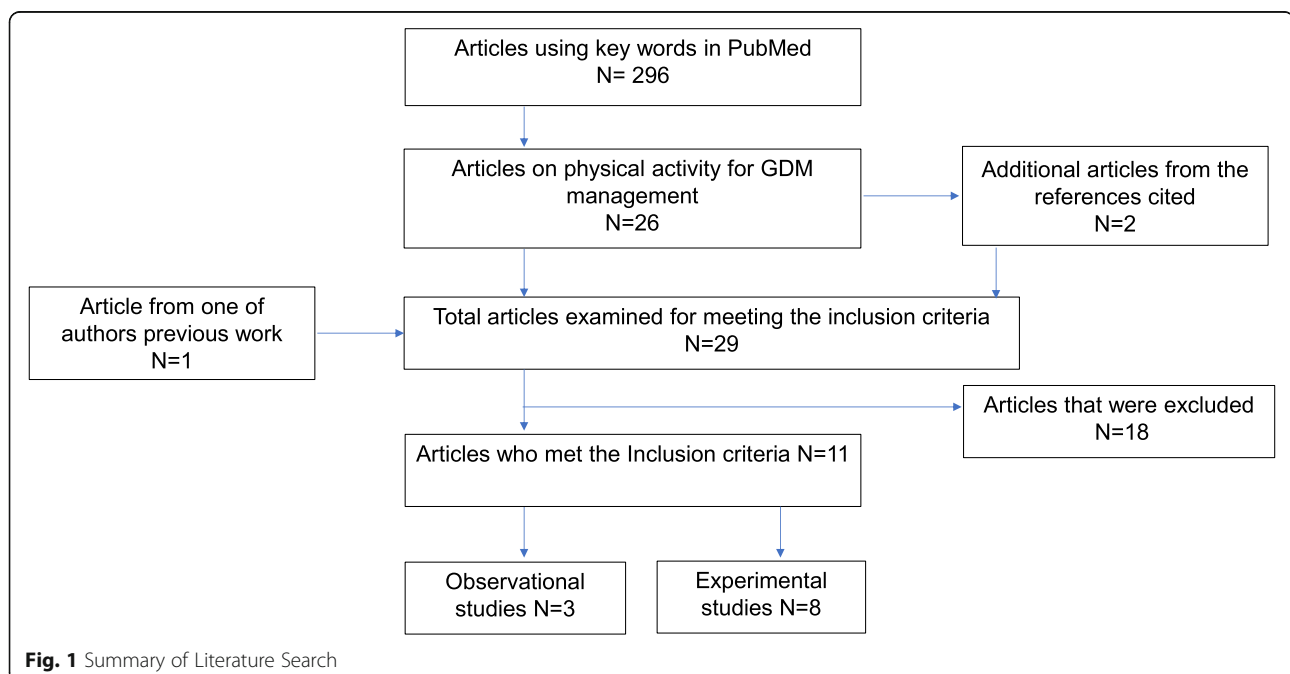 Articles using key words in PubMed
N= 296
Articles on physical activity for GDM
management
N=26
Additional articles from the
references cited
N=2
Article from one of
authors previous work
N=1
Total articles examined for meeting the inclusion criteria
N=29
Articles that were excluded
N=18
Articles who met the Inclusion criteria N=11
Observational
studies N=3
Experimental
studies N=8
Fig. 1 Summary of Literature Search